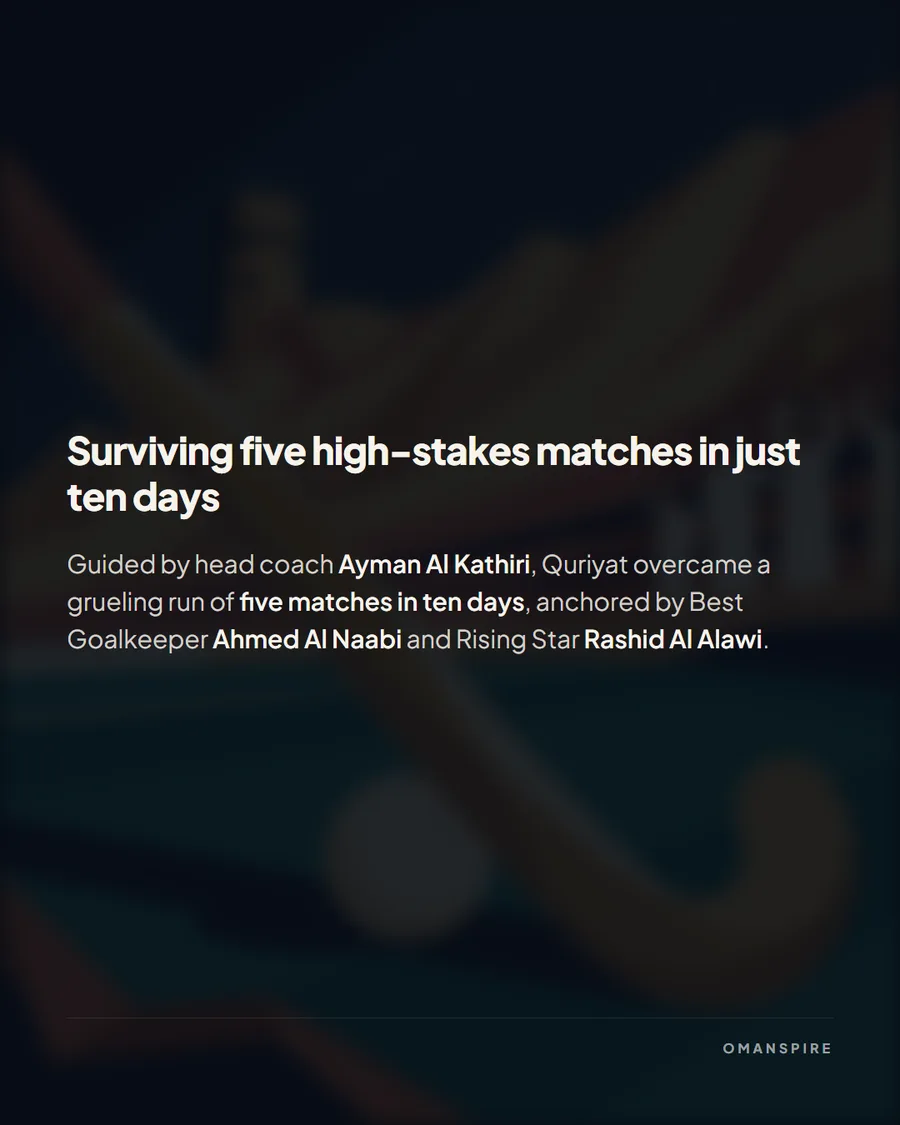 Surviving five high-stakes matches in just
ten days
Guided by head coach Ayman Al Kathiri, Quriyat overcame a
grueling run of five matches in ten days, anchored by Best
Goalkeeper Ahmed Al Naabi and Rising Star Rashid Al Alawi.
OMANSPIRE